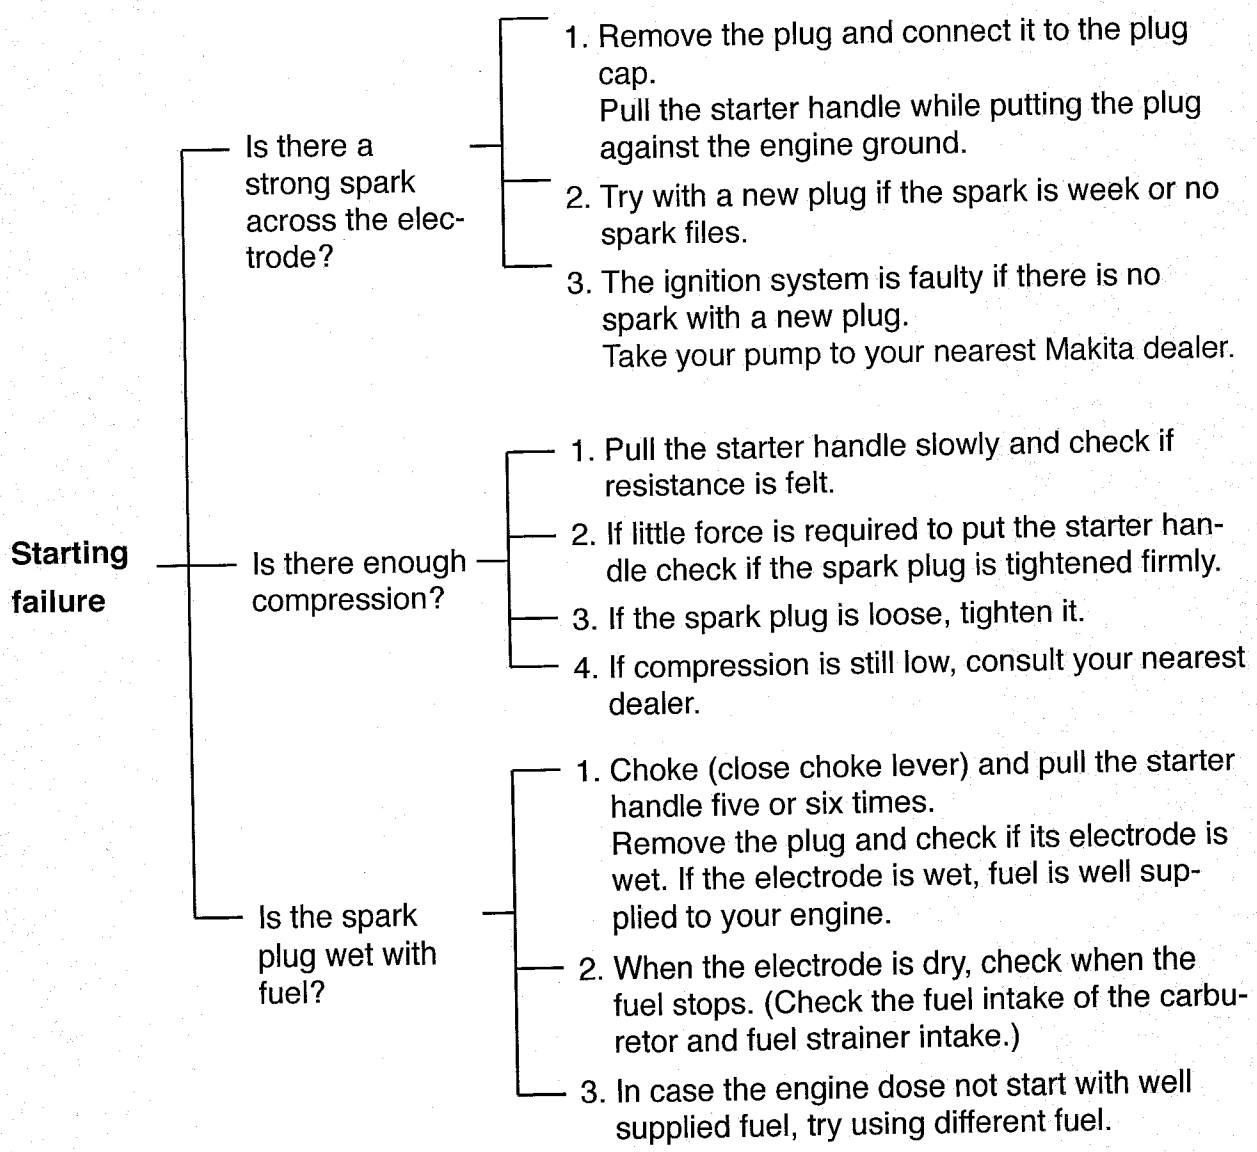 Starting
failure
Is there a
strong spark
across the elec-
trode?
1. Remove the plug and connect it to the plug
cap.
Pull the starter handle while putting the plug
against the engine ground.
2. Try with a new plug if the spark is week or no
spark files.
3. The ignition system is faulty if there is no
spark with a new plug.
Take your pump to your nearest Makita dealer.
Is there enough
compression?
1. Pull the starter handle slowly and check if
resistance is felt.
2. If little force is required to put the starter han-
dle check if the spark plug is tightened firmly.
3. If the spark plug is loose, tighten it.
4. If compression is still low, consult your nearest
dealer.
Is the spark
plug wet with
fuel?
1. Choke (close choke lever) and pull the starter
handle five or six times.
Remove the plug and check if its electrode is
wet. If the electrode is wet, fuel is well sup-
plied to your engine.
2. When the electrode is dry, check when the
fuel stops. (Check the fuel intake of the carbu-
retor and fuel strainer intake.)
3. In case the engine dose not start with well
supplied fuel, try using different fuel.